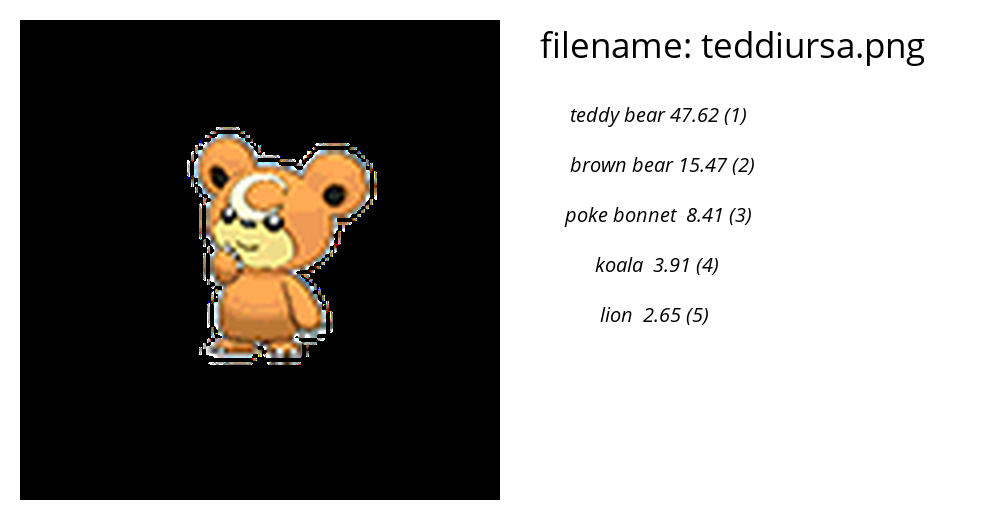 filename: teddiursa.png
teddy bear 47.62 (1)
brown bear 15.47 (2)
poke bonnet 8.41 (3)
koala 3.91 (4)
lion 2.65 (5)